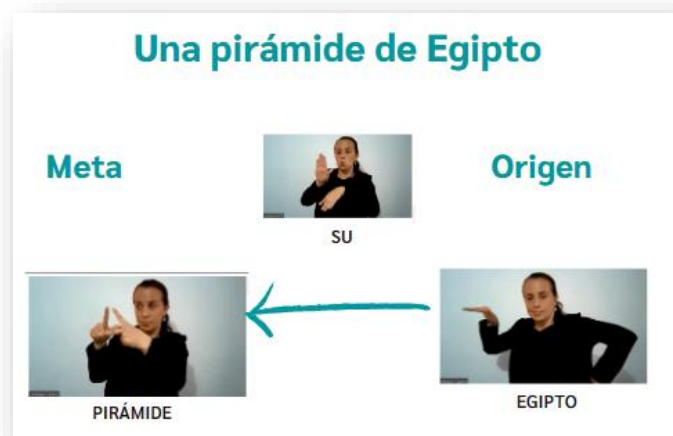 Una pirámide de Egipto
Meta
Origen
SU
PIRÁMIDE
EGIPTO